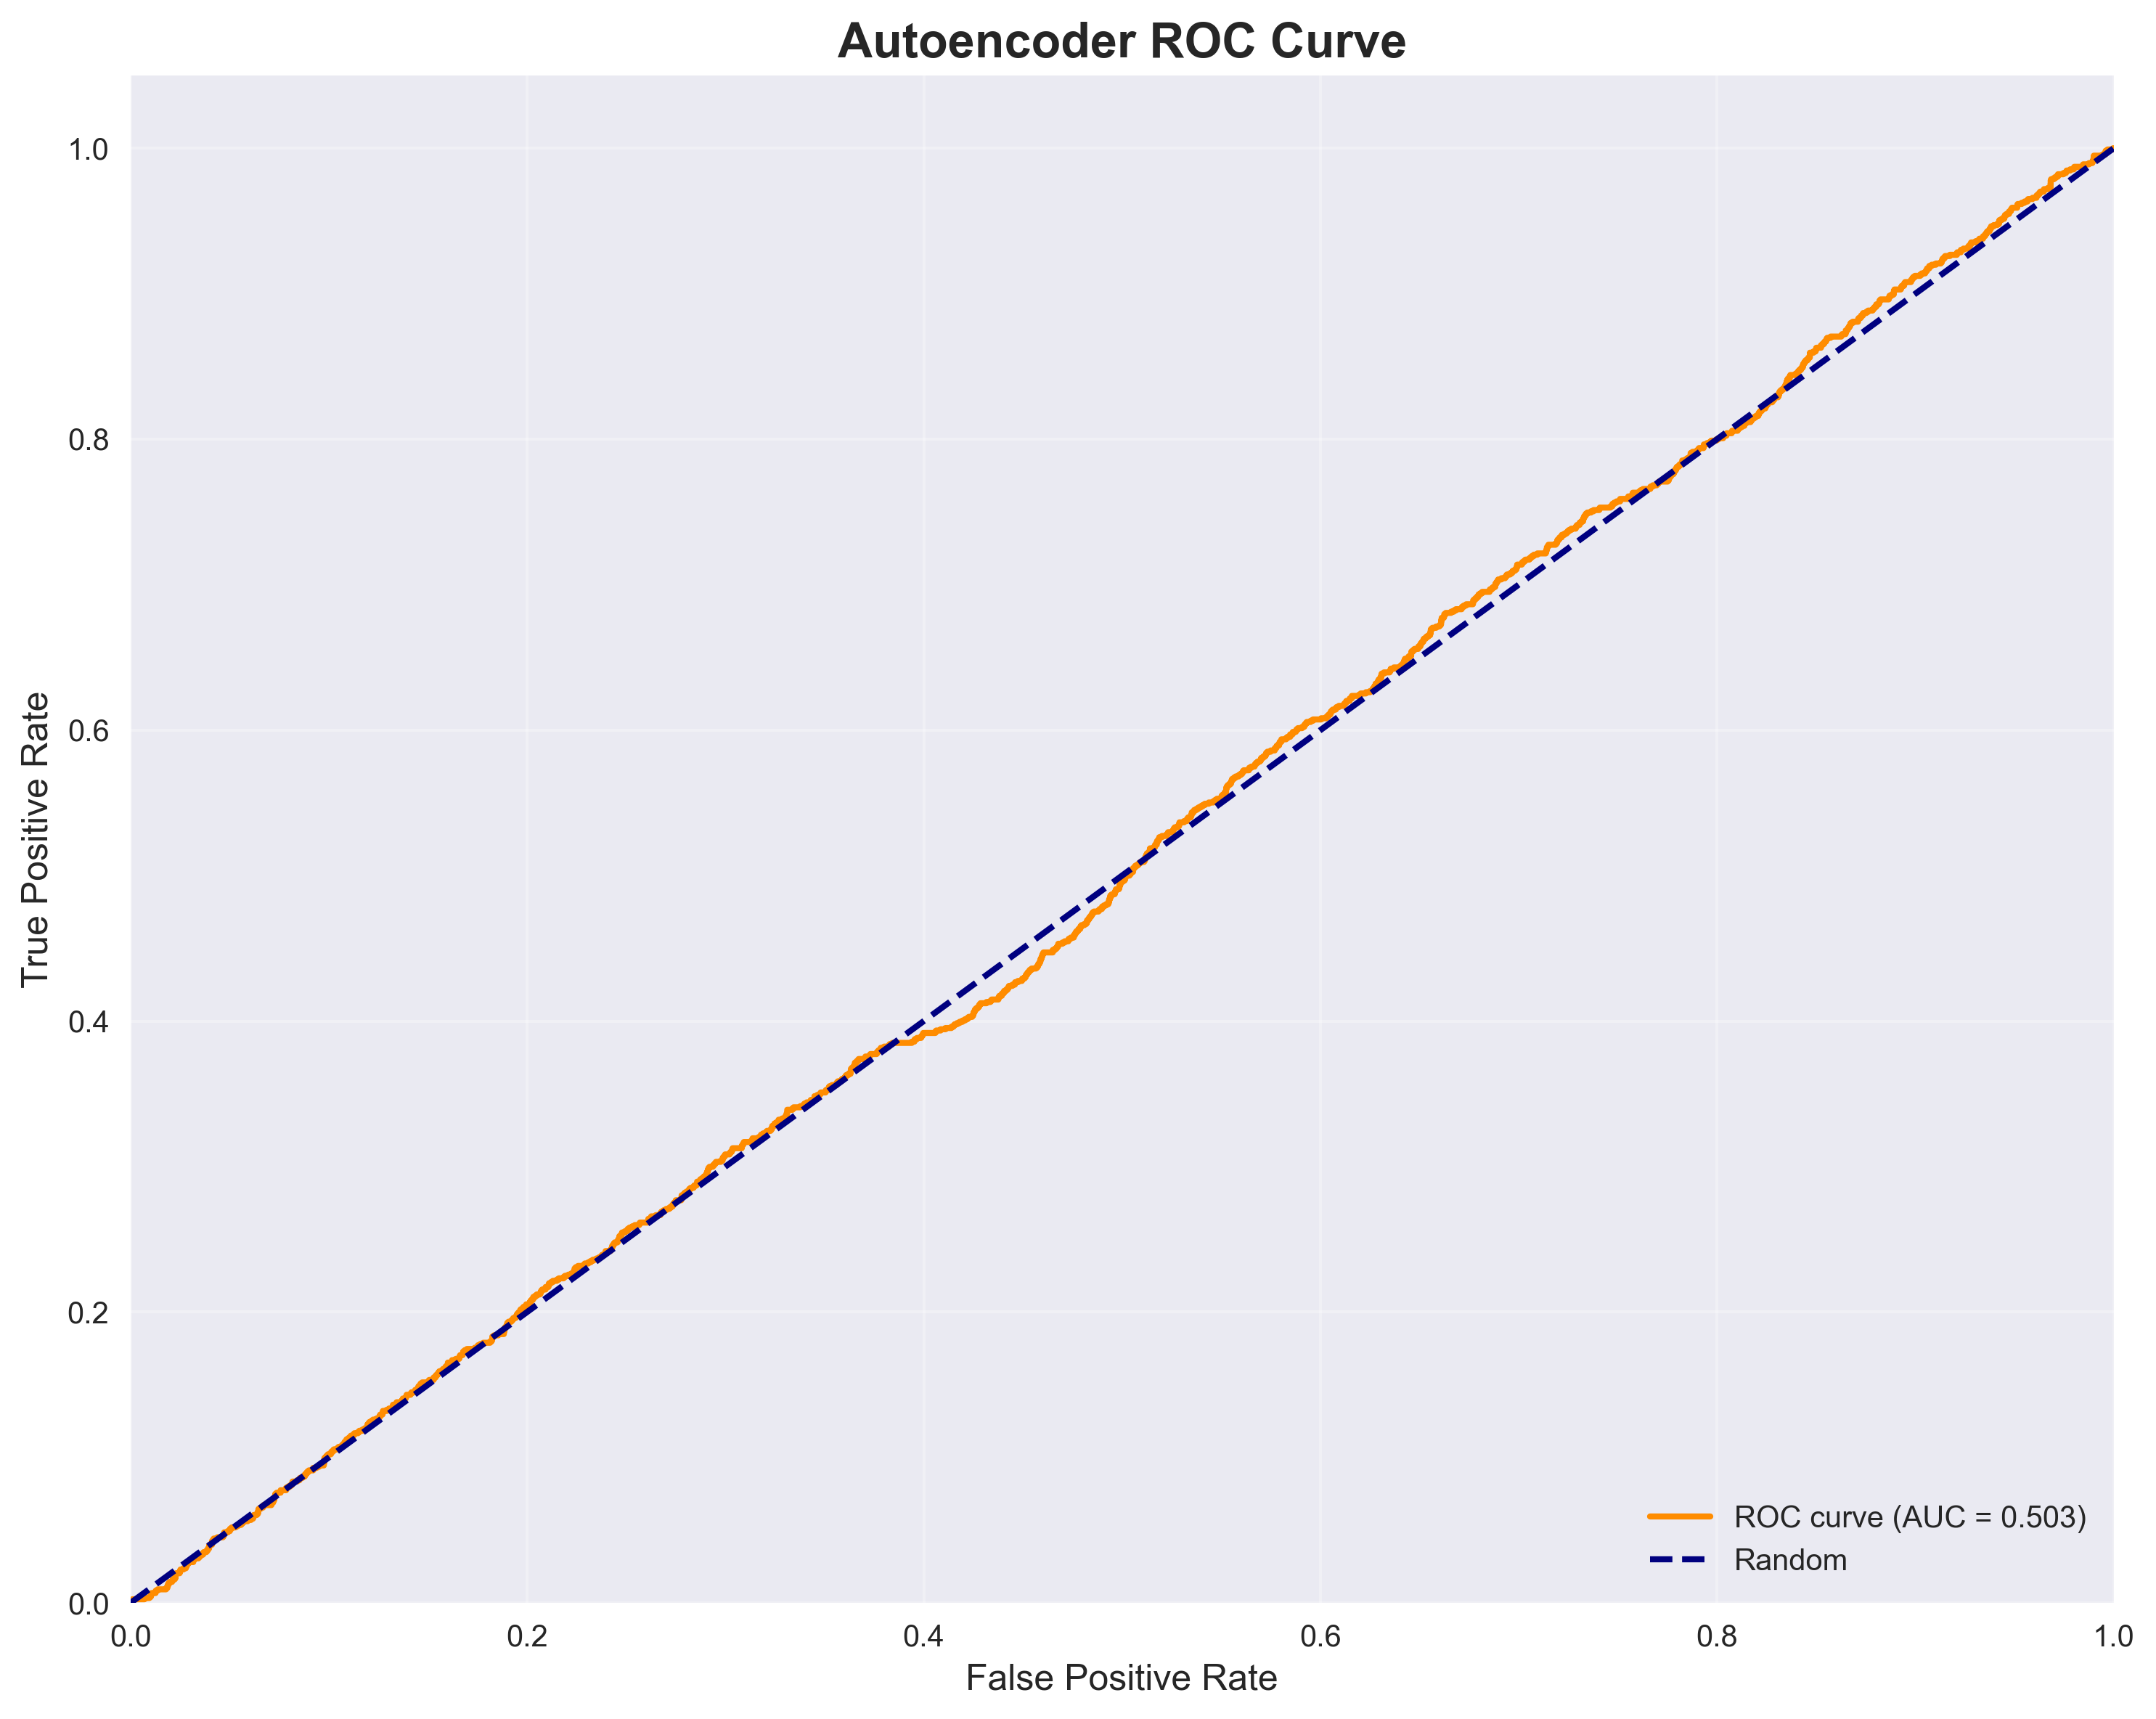 Autoencoder ROC Curve
True Positive Rate
1.0
0.8
0.6
0.4
0.2
0.0
ROC curve (AUC = 0.503)
Random
0.0 0.2 0.4 0.6 0.8 1.0
False Positive Rate